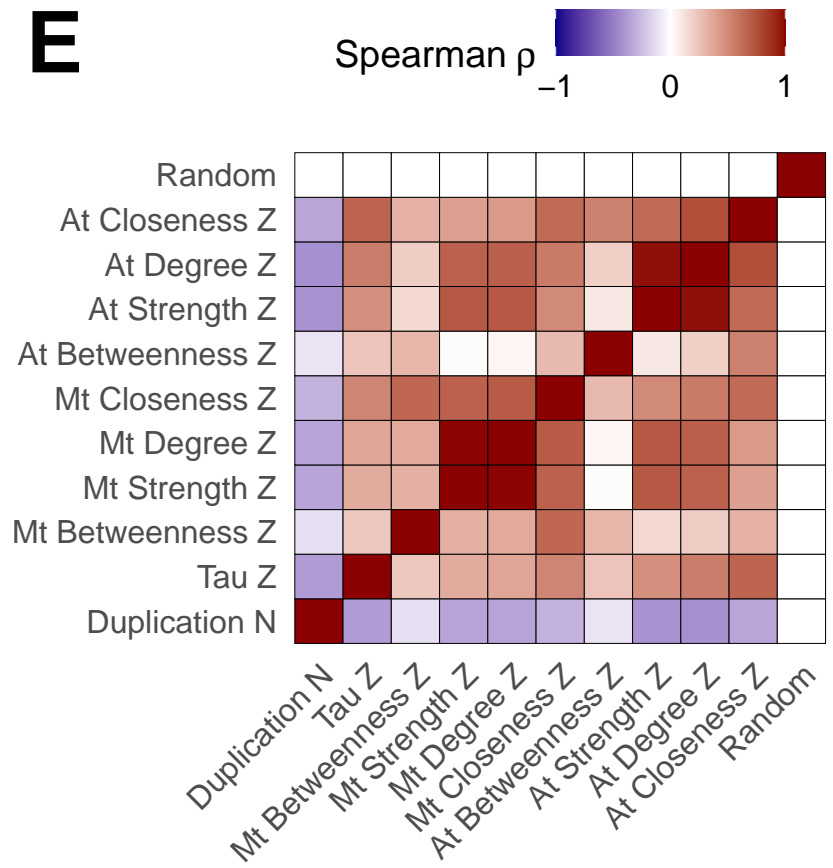 E
Spearman ρ
−1 0 1
Random
At Closeness Z
At Degree Z
At Strength Z
At Betweenness Z
Mt Closeness Z
Mt Degree Z
Mt Strength Z
Mt Betweenness Z
Tau Z
Duplication N
Duplication N
Tau Z
Mt Betweenness Z
Mt Strength Z
Mt Degree Z
Mt Closeness Z
At Betweenness Z
At Strength Z
At Degree Z
At Closeness Z
Random